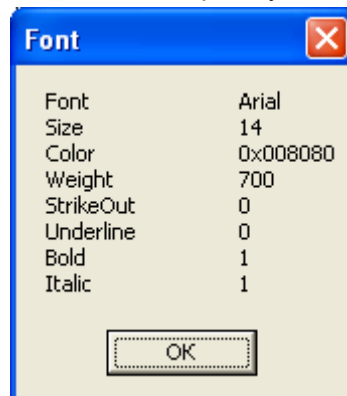 Font
Font Arial
Size 14
Color 0x008080
Weight 700
StrikeOut 0
Underline 0
Bold 1
Italic 1
OK